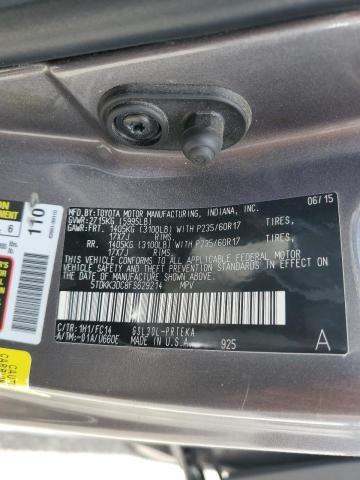 MFD.BY:TOYOTA MOTOR MANUFACTURING, INDIANA, INC. 06/15
GVWR:2715KG (5995LB)
GAWR:FRT. 1405KG (3100LB) WITH P235/60R17 TIRES,
17X7J RIMS
RR. 1405KG (3100LB) WITH P235/60R17 TIRES,
17X7J RIMS
THIS VEHICLE CONFORMS TO ALL APPLICABLE FEDERAL MOTOR
VEHICLE SAFETY AND THEFT PREVENTION STANDARDS IN EFFECT ON
THE DATE OF MANUFACTURE SHOWN ABOVE.
5TDKK3DC8FS629214 MPV
C/TR:1H1/FC14 GSL30L-PRTEKA
A/TM:-01A/U660E MADE IN U.S.A. 925 A
110
6